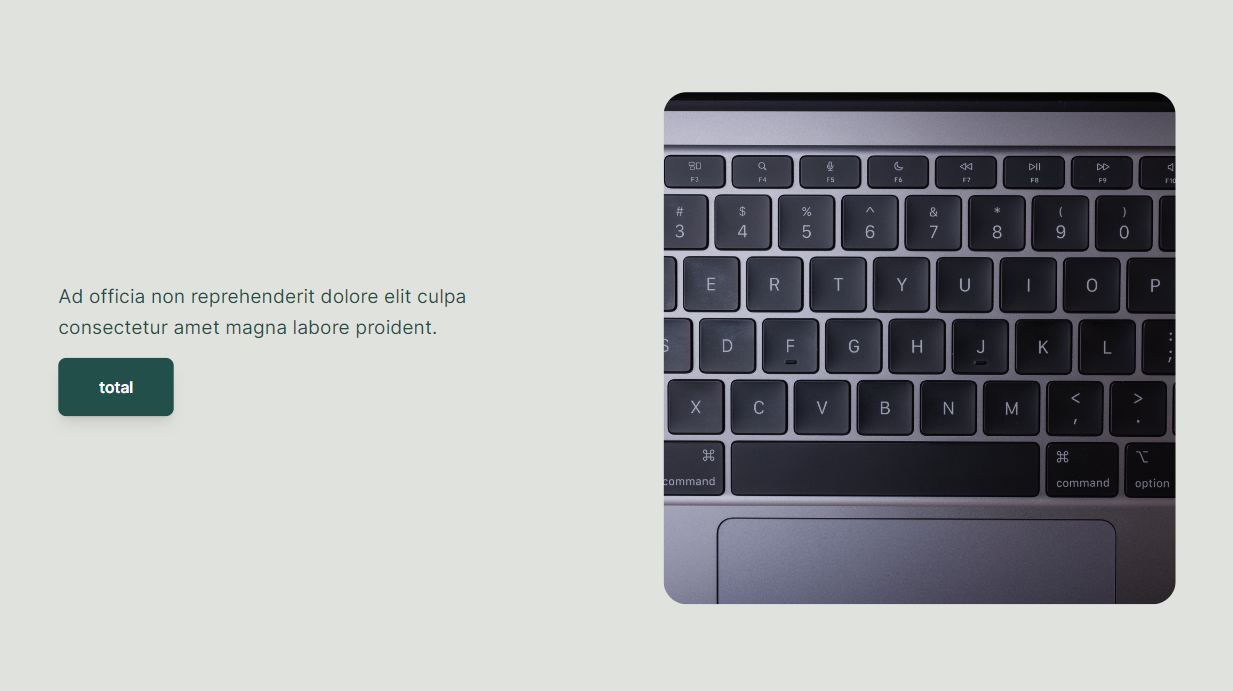 Ad officia non reprehenderit dolore elit culpa
consectetur amet magna labore proident.
total
F3 F4 F5 F6 F7 F8 F9 F10
# $ % ^ & * ( )
3 4 5 6 7 8 9 0
E R T Y U I O P
S D F G H J K L : ;
X C V B N M < , > .
⌘ ⌘ ⌥
command command option